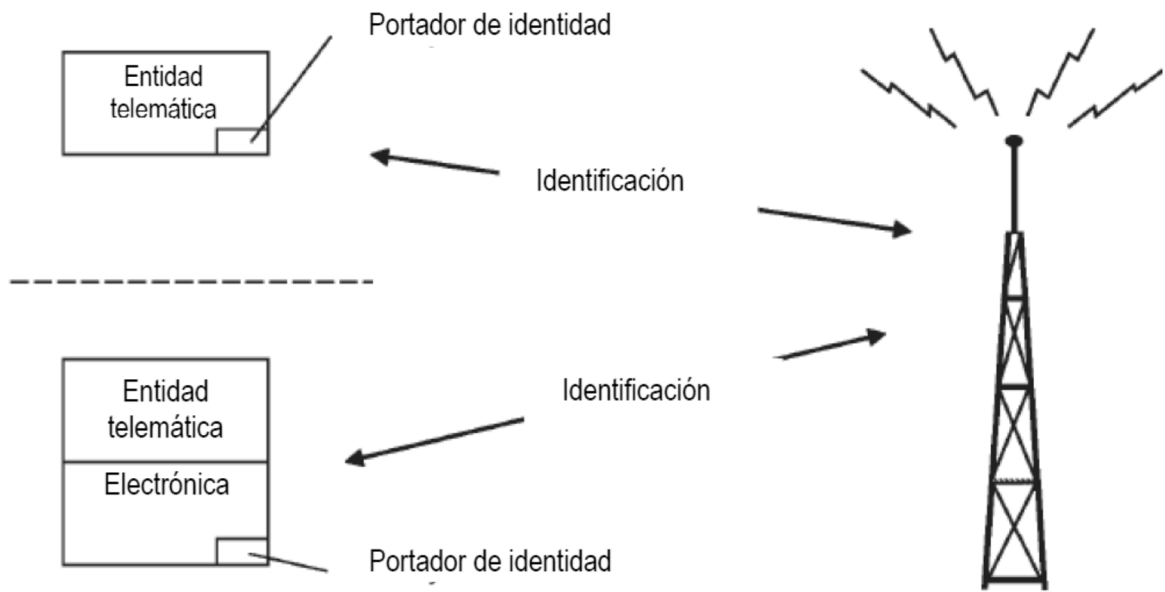 Portador de identidad
Entidad
telemática
Identificación
Entidad
telemática
Identificación
Electrónica
Portador de identidad